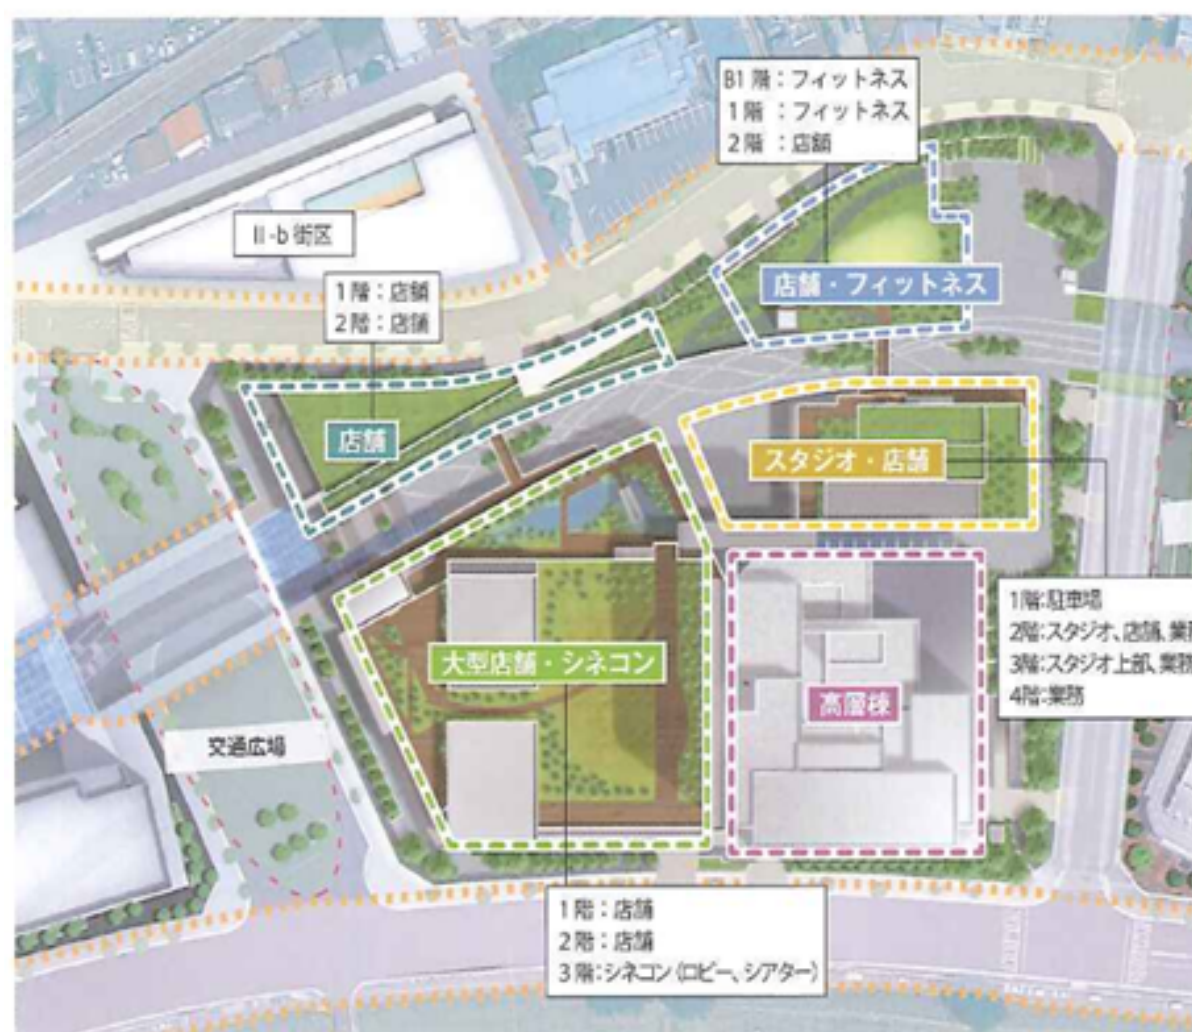 B1階：フィットネス
1階：フィットネス
2階：店舗
II-b 街区
1階：店舗
2階：店舗
店舗・フィットネス
店舗
スタジオ・店舗
1階:駐車場
2階:スタジオ、店舗、業務
3階:スタジオ上部、業務
4階:業務
大型店舗・シネコン
高層棟
交通広場
1階：店舗
2階：店舗
3階：シネコン（ロビー、シアター）